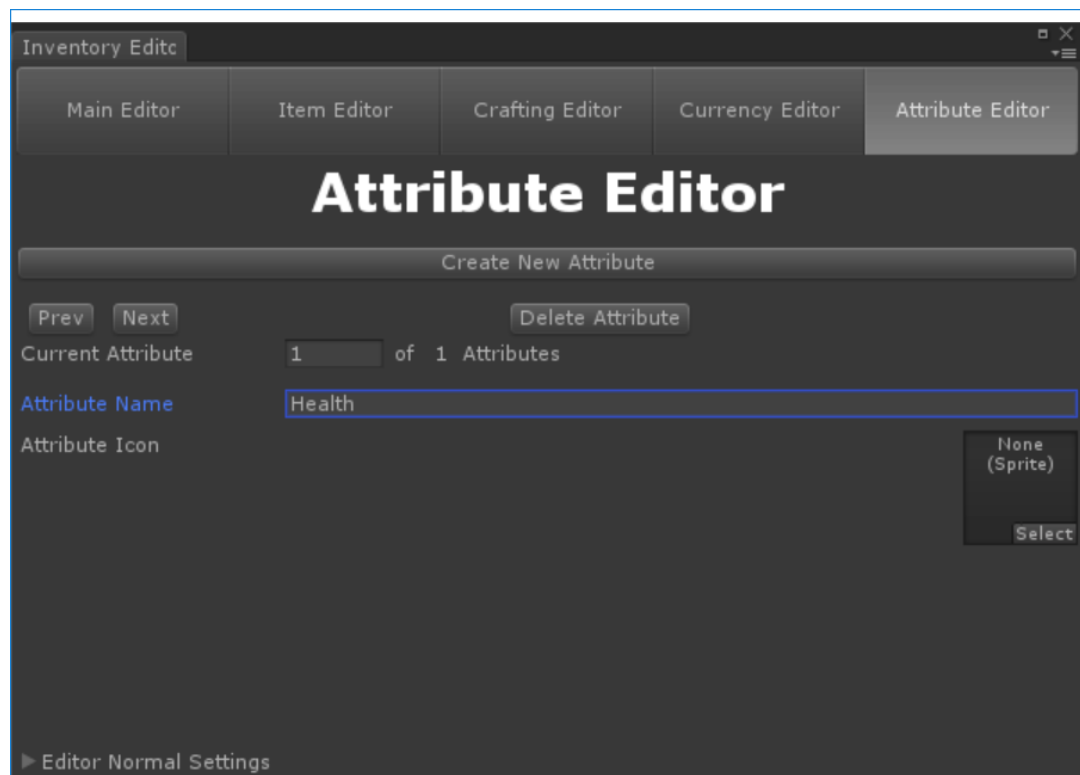 Inventory Editc
Main Editor Item Editor Crafting Editor Currency Editor Attribute Editor
Attribute Editor
Create New Attribute
Prev Next Delete Attribute
Current Attribute 1 of 1 Attributes
Attribute Name Health
Attribute Icon None
(Sprite)
Select
Editor Normal Settings